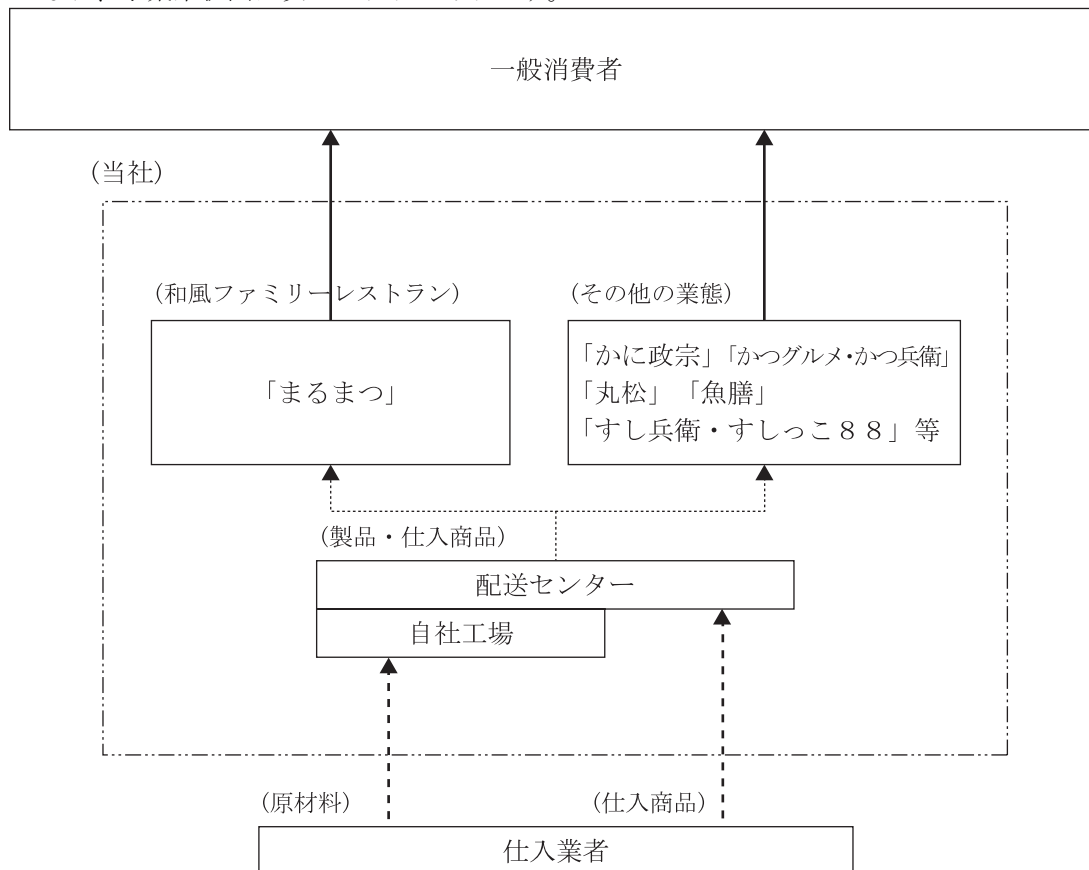 一般消費者
(当社)
(和風ファミリーレストラン)
(その他の業態)
「まるまつ」
「かに政宗」「かつグルメ・かつ兵衛」
「丸松」「魚膳」
「すし兵衛・すしっこ88」等
(製品・仕入商品)
配送センター
自社工場
(原材料)
(仕入商品)
仕入業者